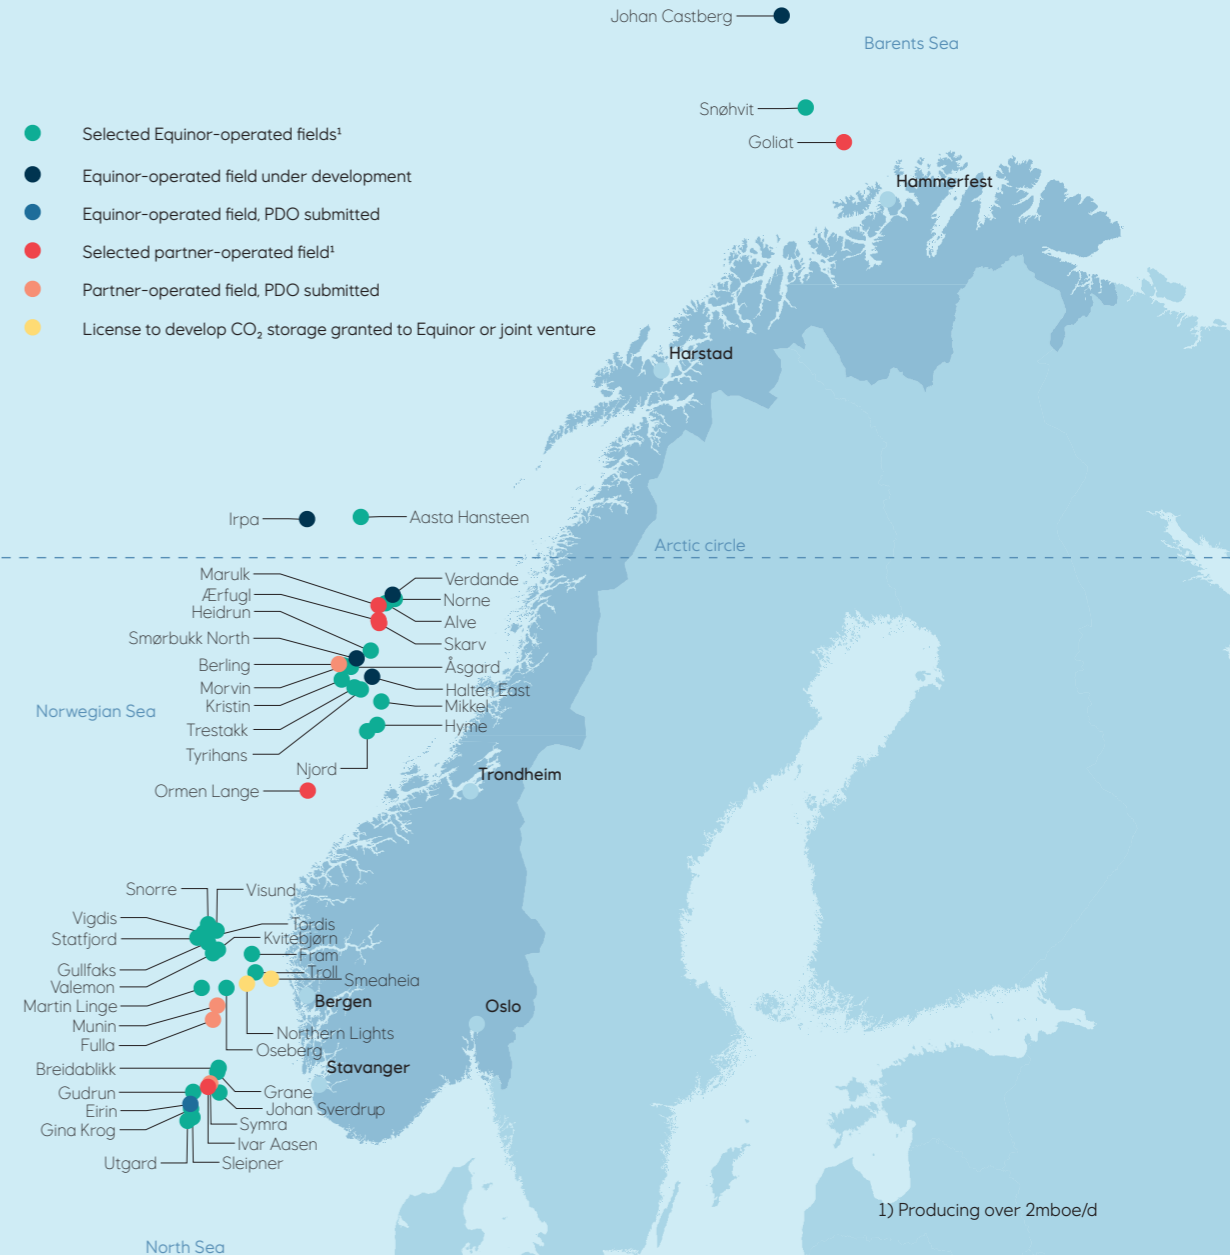 Johan Castberg
Barents Sea
Snøhvit
Goliat
Selected Equinor-operated fields¹
Equinor-operated field under development
Equinor-operated field, PDO submitted
Selected partner-operated field¹
Partner-operated field, PDO submitted
License to develop CO₂ storage granted to Equinor or joint venture
Hammerfest
Harstad
Irpa
Aasta Hansteen
Arctic circle
Marulk
Ærfugl
Heidrun
Smørbukk North
Berling
Morvin
Kristin
Trestakk
Tyrihans
Njord
Ormen Lange
Verdande
Norne
Alve
Skarv
Åsgard
Halten East
Mikkel
Hyme
Norwegian Sea
Trondheim
Snorre
Visund
Vigdis
Statfjord
Gullfaks
Valemon
Martin Linge
Munin
Fulla
Tordis
Kvitebjørn
Fram
Troll
Smeaheia
Bergen
Oslo
Northern Lights
Oseberg
Stavanger
Breidablikk
Gudrun
Eirin
Gina Krog
Utgard
Grane
Johan Sverdrup
Symra
Ivar Aasen
Sleipner
1) Producing over 2mboe/d
North Sea